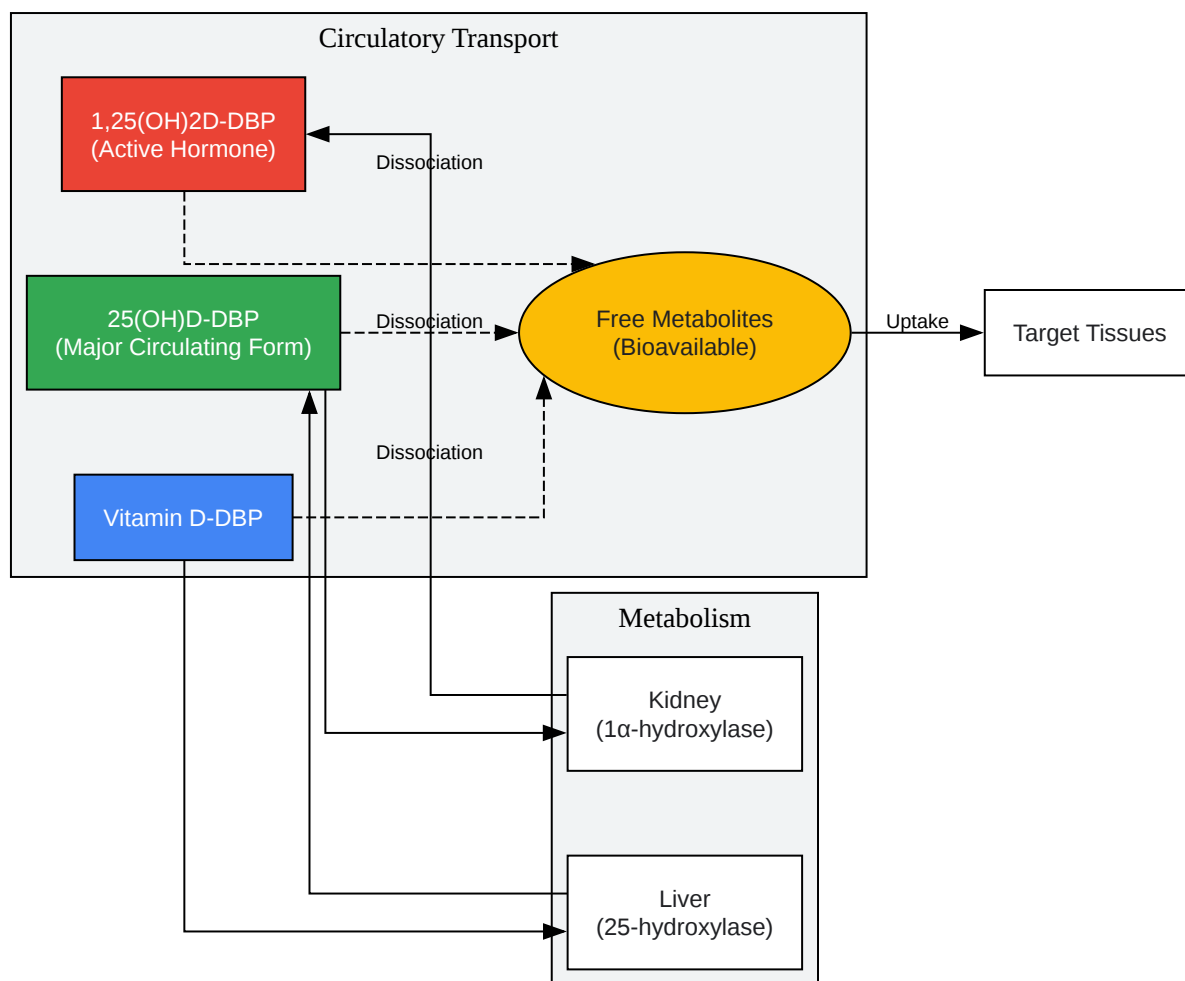 Circulatory Transport
1,25(OH)2D-DBP
(Active Hormone)
Dissociation
25(OH)D-DBP
(Major Circulating Form)
Dissociation
Free Metabolites
(Bioavailable)
Uptake
Target Tissues
Dissociation
Vitamin D-DBP
Metabolism
Kidney
(1α-hydroxylase)
Liver
(25-hydroxylase)